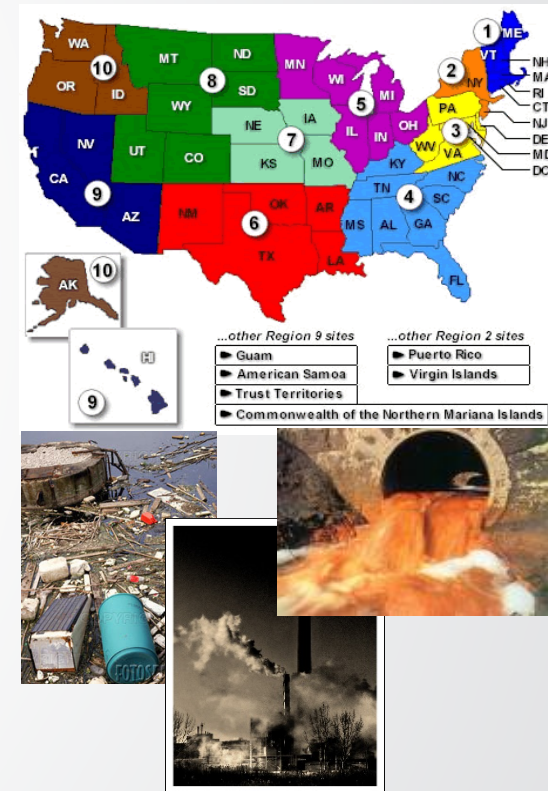 1
ME
WA
VT
NH
10
MT
ND
MN
MA
OR
ID
8
WI
2
NY
RI
SD
5
MI
CT
WY
PA
NJ
NE
IA
IL
IN
OH
3
DE
NV
7
WV
VA
MD
UT
CO
KS
MO
KY
DC
CA
9
NC
TN
4
SC
AZ
NM
OK
AR
6
MS
AL
GA
TX
LA
FL
10
AK
HI
9
...other Region 9 sites
Guam
American Samoa
Trust Territories
Commonwealth of the Northern Mariana Islands
...other Region 2 sites
Puerto Rico
Virgin Islands